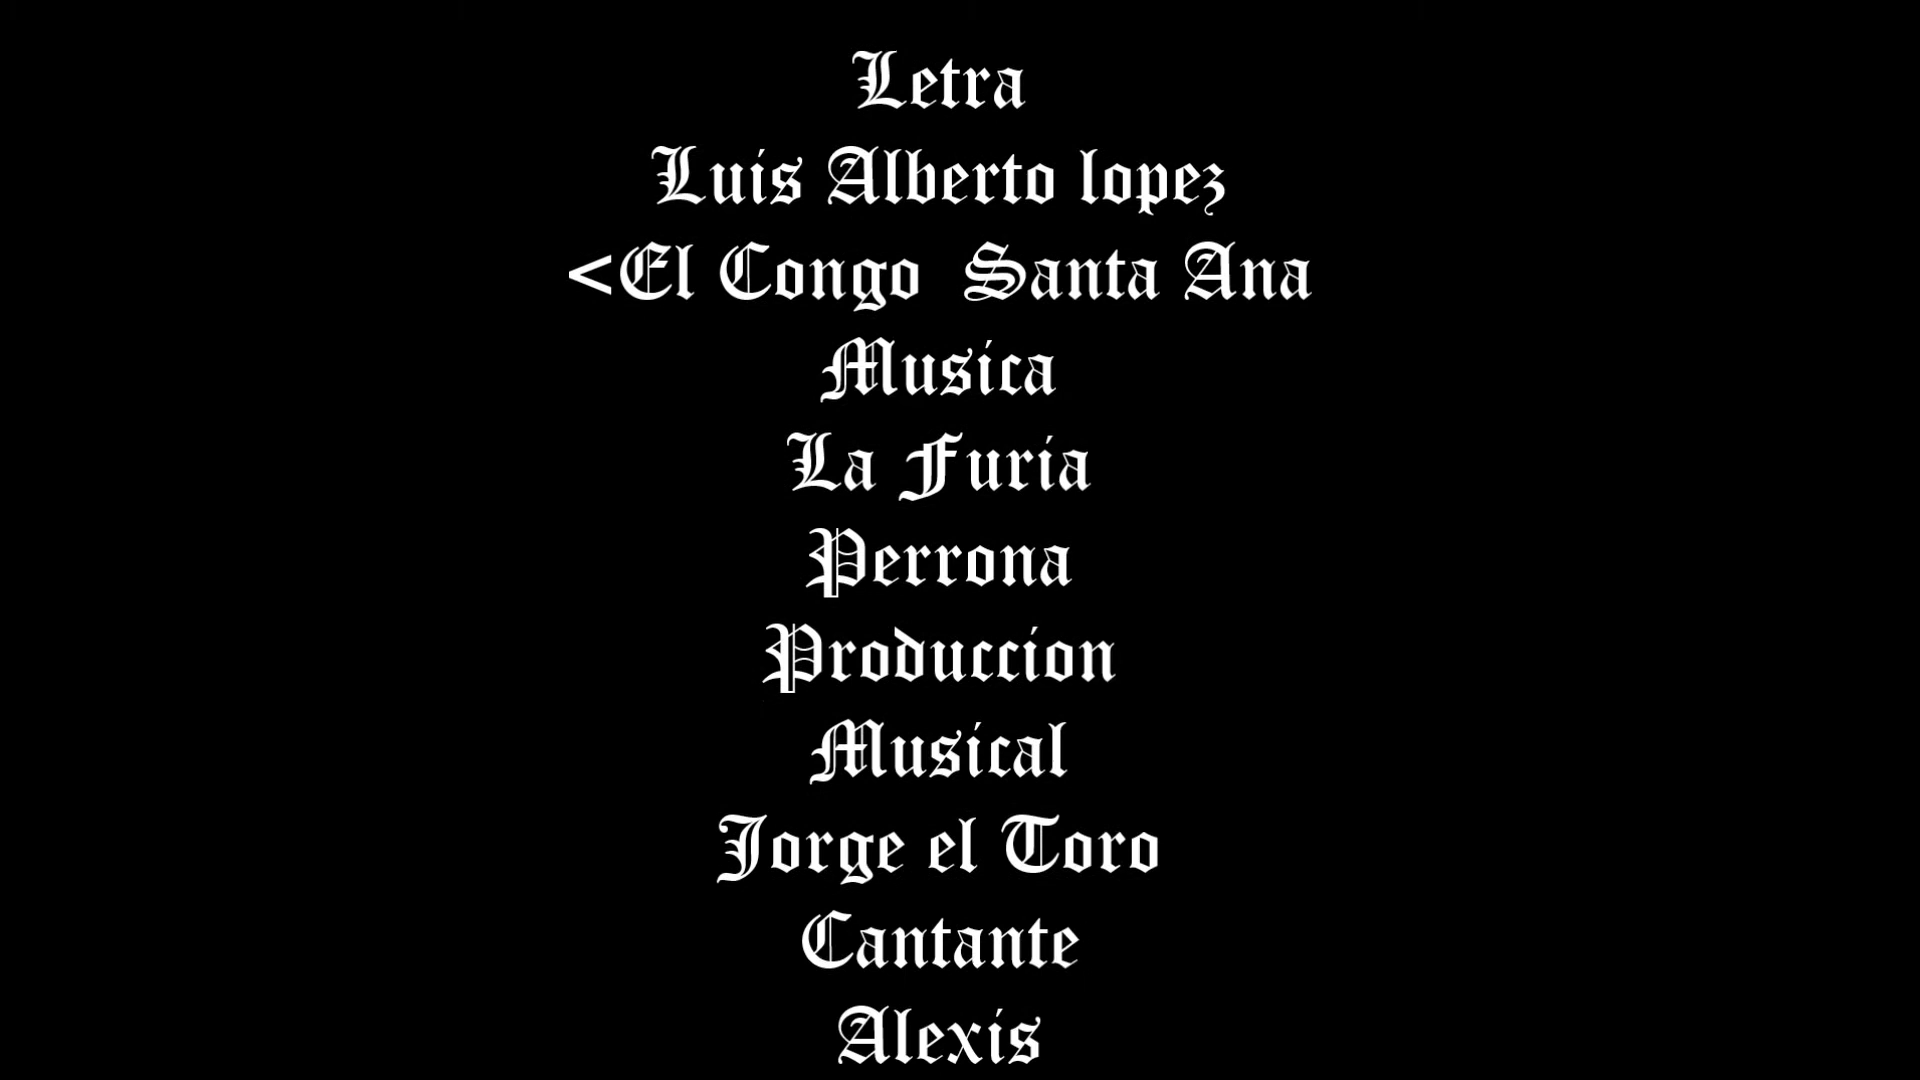 Letra
Luis Alberto lopez
<El Congo  Santa Ana
Musica
La Furia
Perrona
Produccion
Musical
Jorge el Toro
Cantante
Alexis